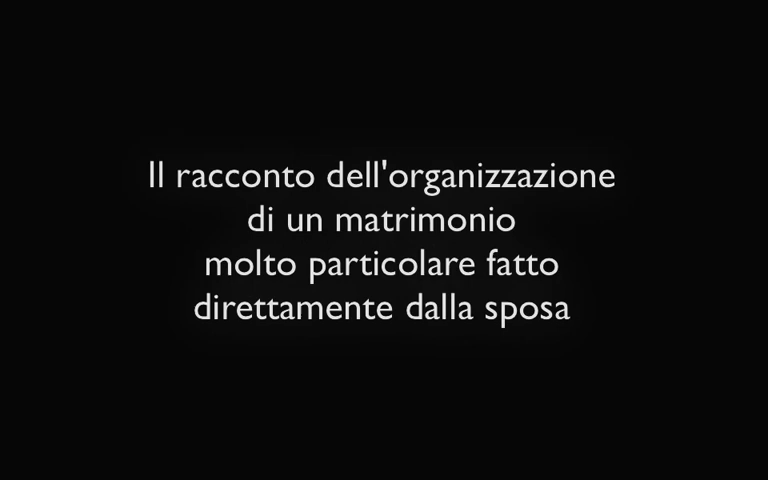 Il racconto dell'organizzazione
di un matrimonio
molto particolare fatto
direttamente dalla sposa